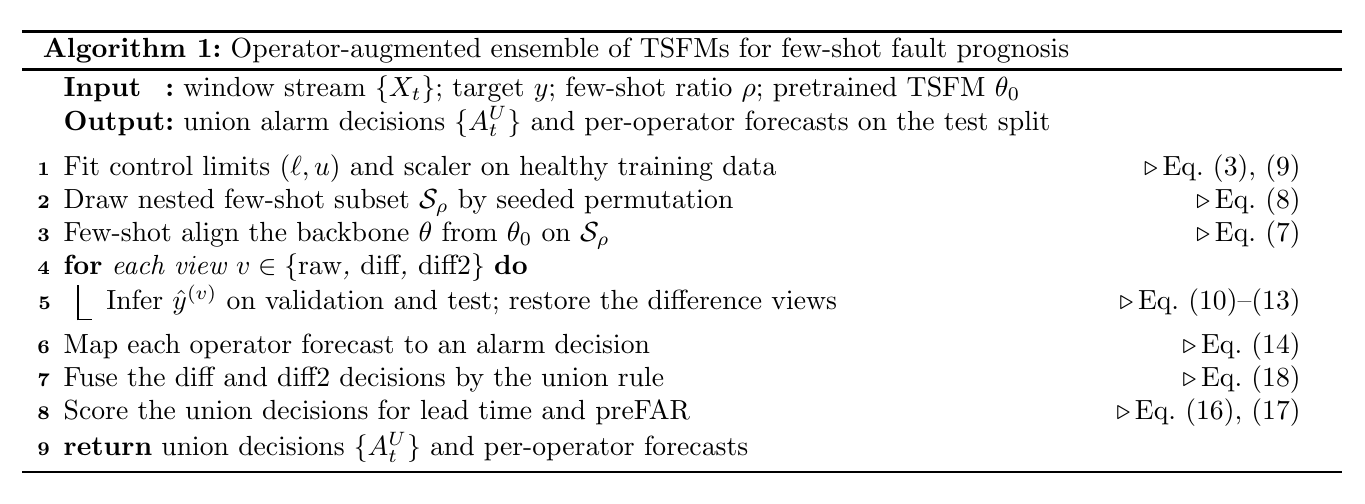 Algorithm 1: Operator-augmented ensemble of TSFMs for few-shot fault prognosis
Input : window stream {X_t}; target y; few-shot ratio ρ; pretrained TSFM θ_0
Output: union alarm decisions {A_t^U} and per-operator forecasts on the test split
1 Fit control limits (ℓ, u) and scaler on healthy training data ▷ Eq. (3), (9)
2 Draw nested few-shot subset 𝒮_ρ by seeded permutation ▷ Eq. (8)
3 Few-shot align the backbone θ from θ_0 on 𝒮_ρ ▷ Eq. (7)
4 for each view v ∈ {raw, diff, diff2} do
5 Infer ŷ^(v) on validation and test; restore the difference views ▷ Eq. (10)–(13)
6 Map each operator forecast to an alarm decision ▷ Eq. (14)
7 Fuse the diff and diff2 decisions by the union rule ▷ Eq. (18)
8 Score the union decisions for lead time and preFAR ▷ Eq. (16), (17)
9 return union decisions {A_t^U} and per-operator forecasts